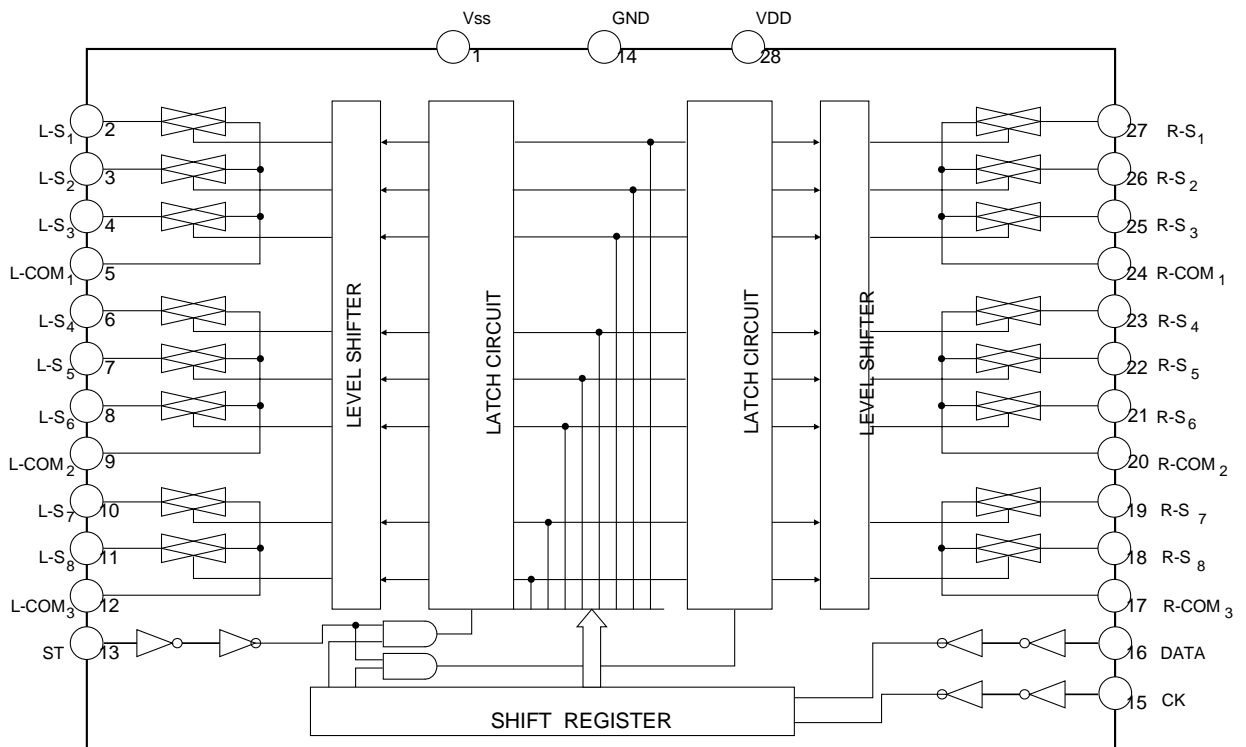 Vss GND VDD
1 14 28
L-S1 2
L-S2 3
L-S3 4
L-COM1 5
L-S4 6
L-S5 7
L-S6 8
L-COM2 9
L-S7 10
L-S8 11
L-COM3 12
ST 13
LEVEL SHIFTER
LATCH CIRCUIT
LATCH CIRCUIT
LEVEL SHIFTER
27 R-S1
26 R-S2
25 R-S3
24 R-COM1
23 R-S4
22 R-S5
21 R-S6
20 R-COM2
19 R-S7
18 R-S8
17 R-COM3
16 DATA
15 CK
SHIFT REGISTER